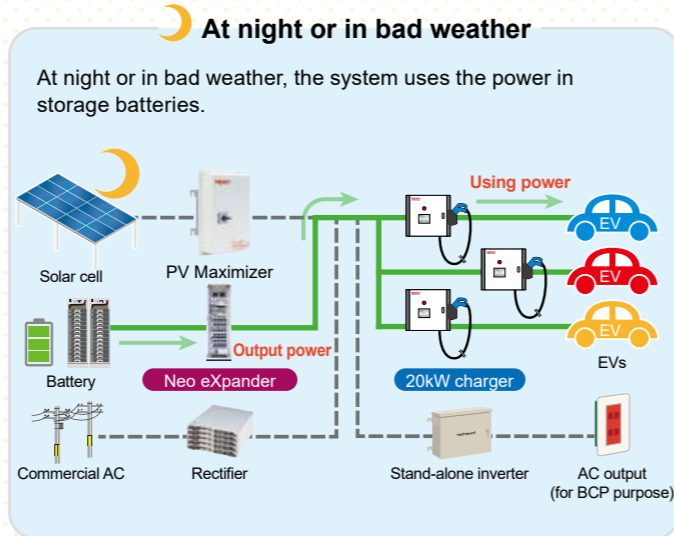 At night or in bad weather
At night or in bad weather, the system uses the power in
storage batteries.
Using power
EV
Solar cell
PV Maximizer
EV
EV
Output power
EVs
Battery
Neo eXpander
20kW charger
Commercial AC
Rectifier
Stand-alone inverter
AC output
(for BCP purpose)